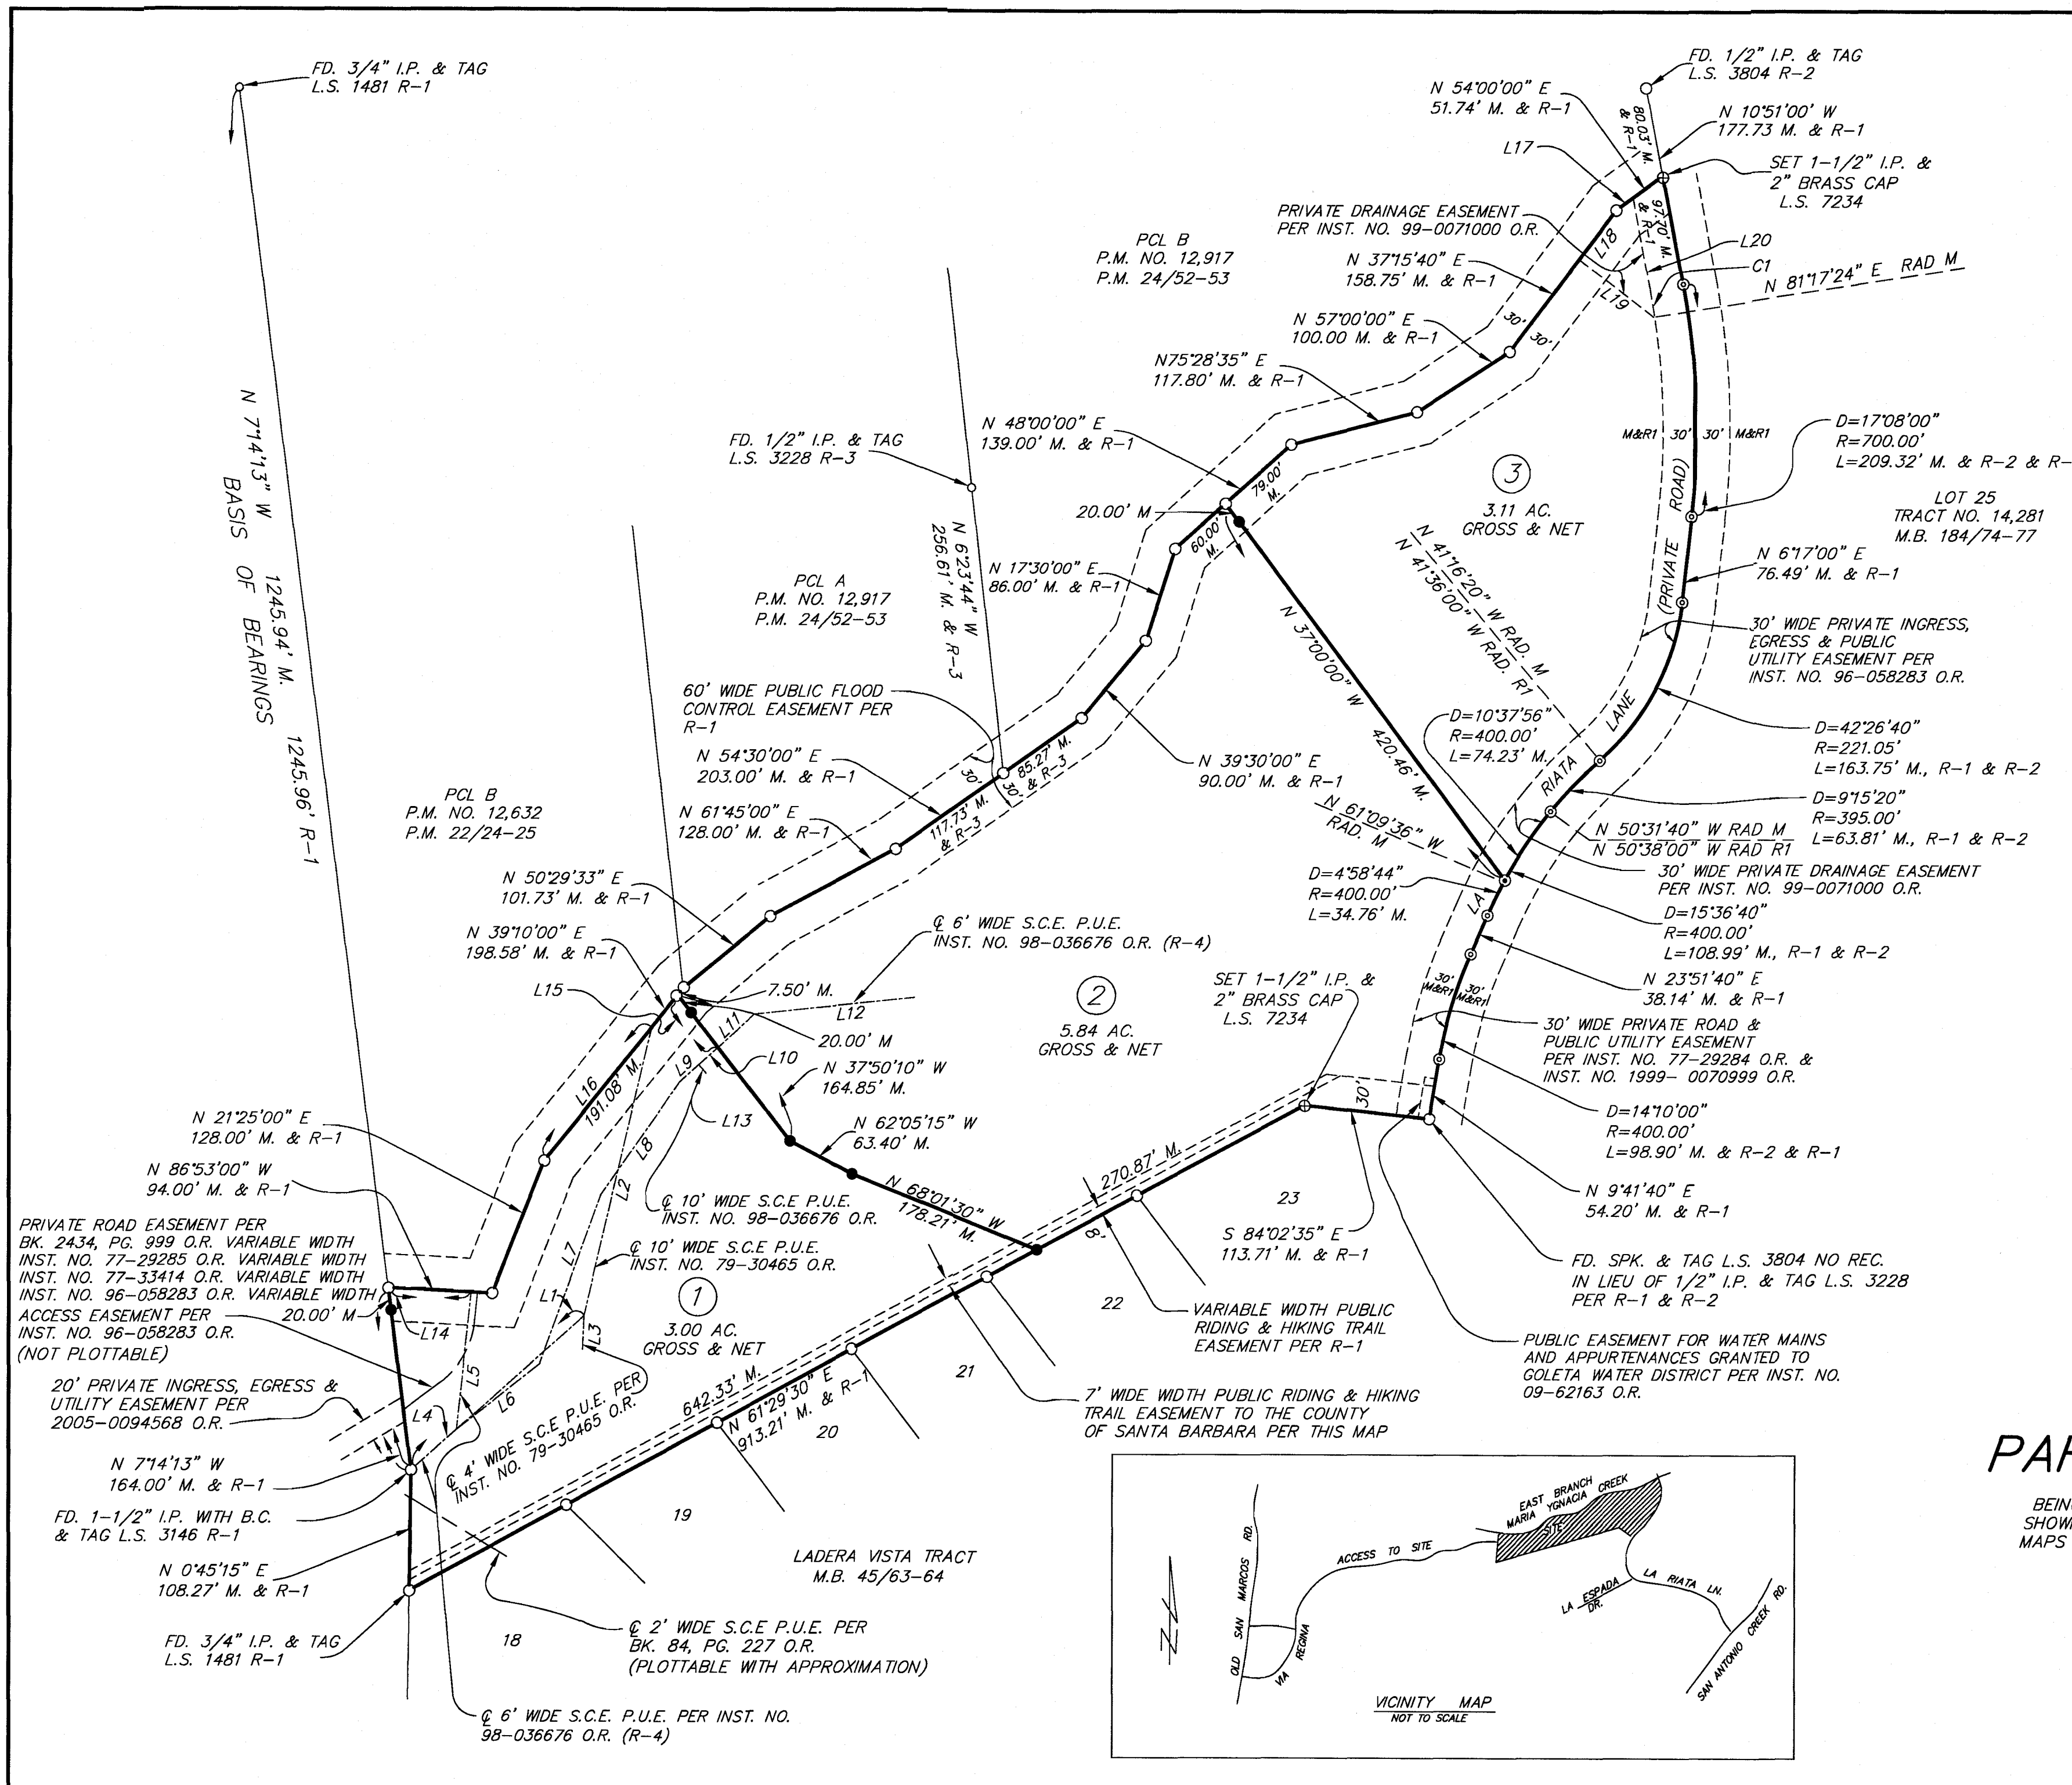 FD. 3/4" I.P. & TAG
L.S. 1481 R-1
N 7°14'13" W 1245.94' M. 1245.96' R-1
BASIS OF BEARINGS
FD. 1/2" I.P. & TAG
L.S. 3804 R-2
N 54°00'00" E
51.74' M. & R-1
80.03' M.
& R-1
N 10°51'00' W
177.73 M. & R-1
L17
SET 1-1/2" I.P. &
2" BRASS CAP
L.S. 7234
97.70' M.
& R-1
PRIVATE DRAINAGE EASEMENT
PER INST. NO. 99-0071000 O.R.
L18
L20
C1
L19
N 81°17'24" E RAD M
PCL B
P.M. NO. 12,917
P.M. 24/52-53
N 37°15'40" E
158.75' M. & R-1
30'
30'
N 57°00'00" E
100.00 M. & R-1
N75°28'35" E
117.80' M. & R-1
N 48°00'00" E
139.00' M. & R-1
79.00'
M.
FD. 1/2" I.P. & TAG
L.S. 3228 R-3
20.00' M
60.00'
M.
3
3.11 AC.
GROSS & NET
M&R1 30' 30' M&R1
D=17°08'00"
R=700.00'
L=209.32' M. & R-2 & R-
LOT 25
TRACT NO. 14,281
M.B. 184/74-77
N 6°17'00" E
76.49' M. & R-1
N 6°23'44" W
256.61' M. & R-3
N 17°30'00" E
86.00' M. & R-1
PCL A
P.M. NO. 12,917
P.M. 24/52-53
N 41°16'20" W RAD. M
N 41°36'00" W RAD. R1
N 37°00'00" W
420.46' M.
LA RIATA LANE (PRIVATE ROAD)
30' WIDE PRIVATE INGRESS,
EGRESS & PUBLIC
UTILITY EASEMENT PER
INST. NO. 96-058283 O.R.
60' WIDE PUBLIC FLOOD
CONTROL EASEMENT PER
R-1
30'
30'
85.27' M.
& R-3
N 54°30'00" E
203.00' M. & R-1
117.73' M.
& R-3
N 39°30'00" E
90.00' M. & R-1
D=10°37'56"
R=400.00'
L=74.23' M.
D=42°26'40"
R=221.05'
L=163.75' M., R-1 & R-2
D=9°15'20"
R=395.00'
L=63.81' M., R-1 & R-2
PCL B
P.M. NO. 12,632
P.M. 22/24-25
N 61°45'00" E
128.00' M. & R-1
N 61°09'36" W
RAD. M
N 50°31'40" W RAD M
N 50°38'00" W RAD R1
30' WIDE PRIVATE DRAINAGE EASEMENT
PER INST. NO. 99-0071000 O.R.
N 50°29'33" E
101.73' M. & R-1
D=4°58'44"
R=400.00'
L=34.76' M.
D=15°36'40"
R=400.00'
L=108.99' M., R-1 & R-2
N 39°10'00" E
198.58' M. & R-1
℄ 6' WIDE S.C.E. P.U.E.
INST. NO. 98-036676 O.R. (R-4)
N 23°51'40" E
38.14' M. & R-1
L15
7.50' M.
L12
L11
20.00' M
L10
L9
L13
2
5.84 AC.
GROSS & NET
SET 1-1/2" I.P. &
2" BRASS CAP
L.S. 7234
30'
M&R1
30'
M&R1
30' WIDE PRIVATE ROAD &
PUBLIC UTILITY EASEMENT
PER INST. NO. 77-29284 O.R. &
INST. NO. 1999- 0070999 O.R.
N 37°50'10" W
164.85' M.
L16
191.08' M.
N 21°25'00" E
128.00' M. & R-1
N 62°05'15" W
63.40' M.
30'
D=14°10'00"
R=400.00'
L=98.90' M. & R-2 & R-1
N 86°53'00" W
94.00' M. & R-1
L8
L2
℄ 10' WIDE S.C.E P.U.E.
INST. NO. 98-036676 O.R.
N 68°01'30" W
178.21' M.
270.87' M.
23
N 9°41'40" E
54.20' M. & R-1
8'
S 84°02'35" E
113.71' M. & R-1
PRIVATE ROAD EASEMENT PER
BK. 2434, PG. 999 O.R. VARIABLE WIDTH
INST. NO. 77-29285 O.R. VARIABLE WIDTH
INST. NO. 77-33414 O.R. VARIABLE WIDTH
INST. NO. 96-058283 O.R. VARIABLE WIDTH
L7
℄ 10' WIDE S.C.E P.U.E.
INST. NO. 79-30465 O.R.
FD. SPK. & TAG L.S. 3804 NO REC.
IN LIEU OF 1/2" I.P. & TAG L.S. 3228
PER R-1 & R-2
ACCESS EASEMENT PER
INST. NO. 96-058283 O.R.
(NOT PLOTTABLE)
20.00' M
L14
L1
L3
1
3.00 AC.
GROSS & NET
22
VARIABLE WIDTH PUBLIC
RIDING & HIKING TRAIL
EASEMENT PER R-1
PUBLIC EASEMENT FOR WATER MAINS
AND APPURTENANCES GRANTED TO
GOLETA WATER DISTRICT PER INST. NO.
09-62163 O.R.
20' PRIVATE INGRESS, EGRESS &
UTILITY EASEMENT PER
2005-0094568 O.R.
L5
L4
L6
642.33' M.
N 61°29'30" E
913.21' M. & R-1
21
20
7' WIDE WIDTH PUBLIC RIDING & HIKING
TRAIL EASEMENT TO THE COUNTY
OF SANTA BARBARA PER THIS MAP
N 7°14'13" W
164.00' M. & R-1
℄ 4' WIDE S.C.E P.U.E. PER
INST. NO. 79-30465 O.R.
FD. 1-1/2" I.P. WITH B.C.
& TAG L.S. 3146 R-1
19
N 0°45'15" E
108.27' M. & R-1
LADERA VISTA TRACT
M.B. 45/63-64
FD. 3/4" I.P. & TAG
L.S. 1481 R-1
18
℄ 2' WIDE S.C.E P.U.E. PER
BK. 84, PG. 227 O.R.
(PLOTTABLE WITH APPROXIMATION)
℄ 6' WIDE S.C.E. P.U.E. PER INST. NO.
98-036676 O.R. (R-4)
EAST BRANCH
MARIA YGNACIA CREEK
SITE
ACCESS TO SITE
OLD SAN MARCOS RD.
VIA REGINA
LA ESPADA
DR.
LA RIATA LN.
SAN ANTONIO CREEK RD.
N
VICINITY MAP
NOT TO SCALE
PAR
BEIN
SHOW
MAPS